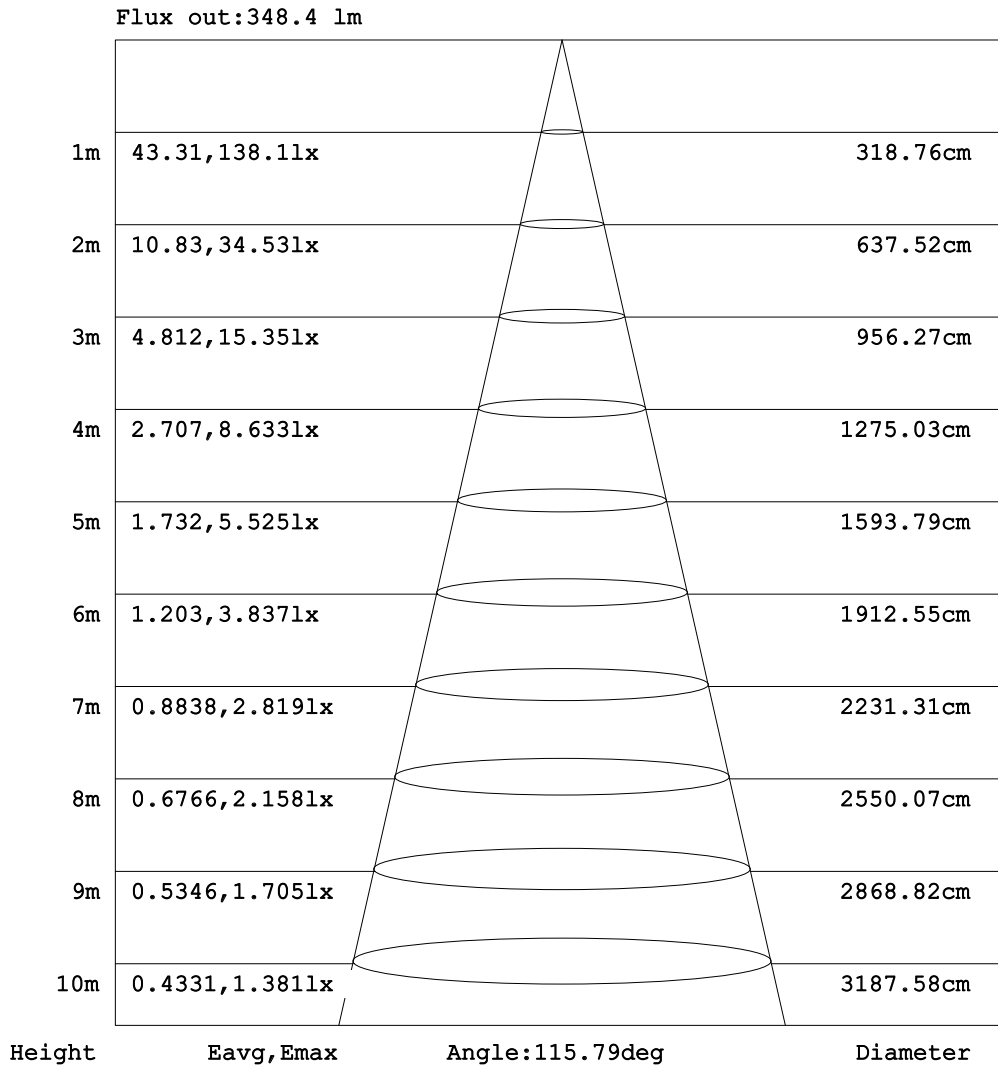 Flux out:348.4 lm
1m 43.31,138.1lx 318.76cm
2m 10.83,34.53lx 637.52cm
3m 4.812,15.35lx 956.27cm
4m 2.707,8.633lx 1275.03cm
5m 1.732,5.525lx 1593.79cm
6m 1.203,3.837lx 1912.55cm
7m 0.8838,2.819lx 2231.31cm
8m 0.6766,2.158lx 2550.07cm
9m 0.5346,1.705lx 2868.82cm
10m 0.4331,1.381lx 3187.58cm
Height Eavg,Emax Angle:115.79deg Diameter